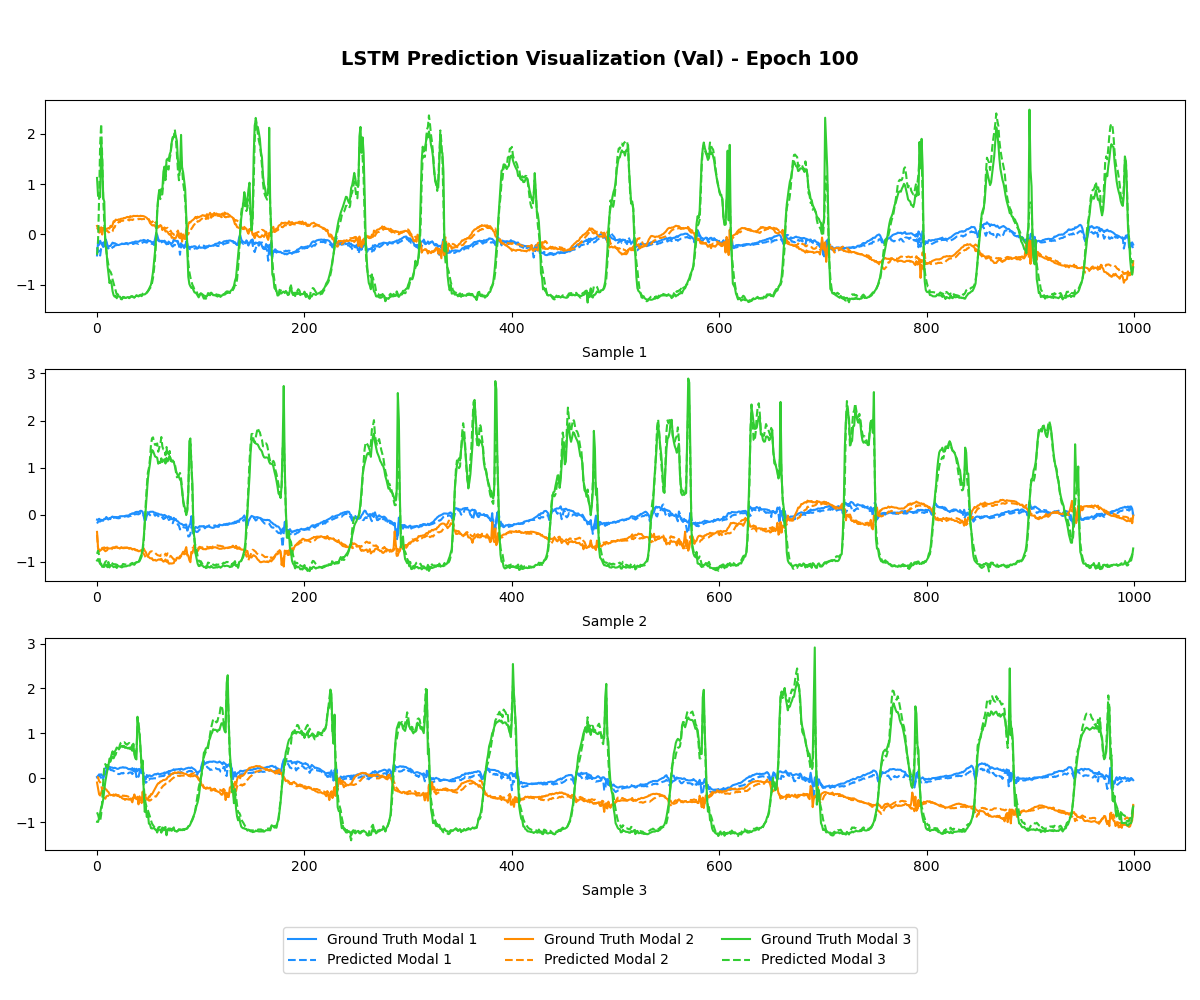 LSTM Prediction Visualization (Val) - Epoch 100
2
1
0
−1
0 200 400 600 800 1000
Sample 1
3
2
1
0
−1
0 200 400 600 800 1000
Sample 2
3
2
1
0
−1
0 200 400 600 800 1000
Sample 3
Ground Truth Modal 1 Ground Truth Modal 2 Ground Truth Modal 3
Predicted Modal 1 Predicted Modal 2 Predicted Modal 3